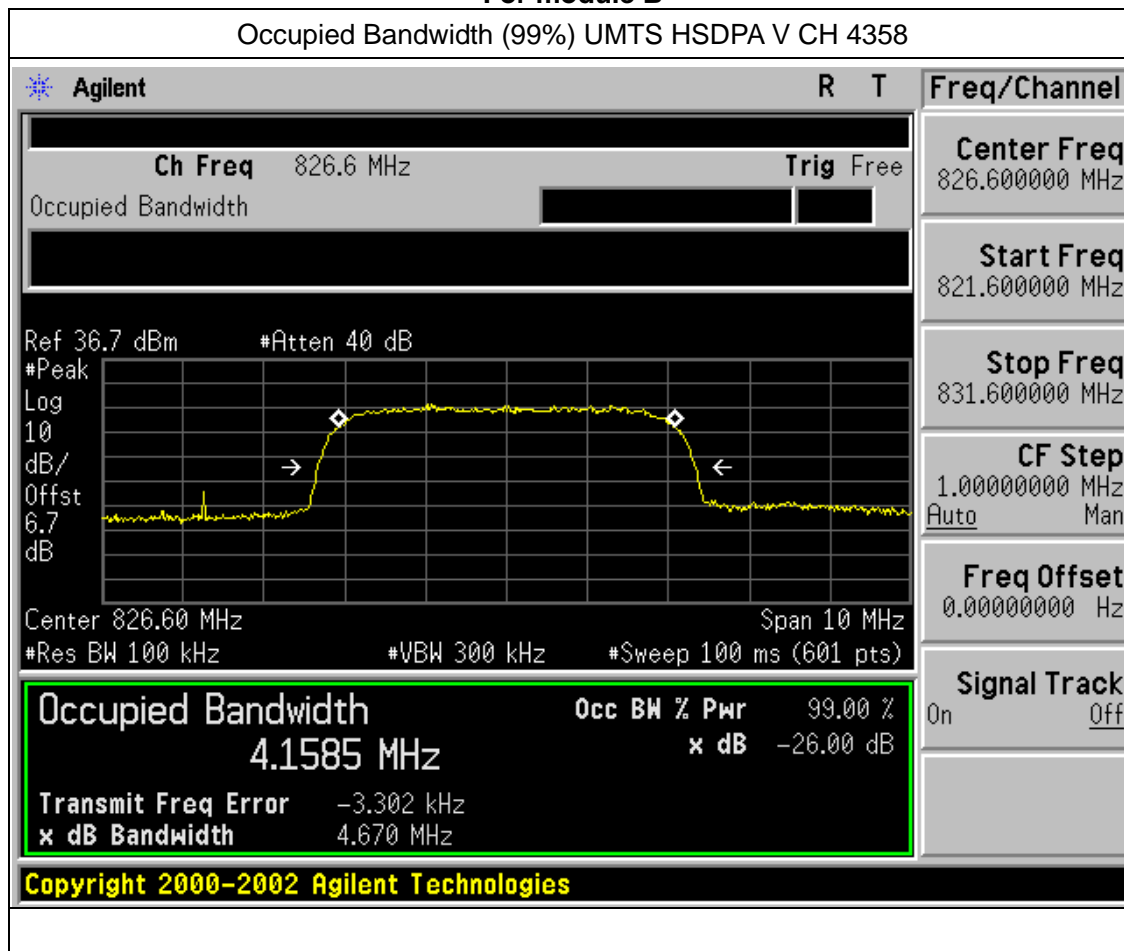 Occupied Bandwidth (99%) UMTS HSDPA V CH 4358
Agilent R T
Ch Freq 826.6 MHz Trig Free
Occupied Bandwidth
Ref 36.7 dBm #Atten 40 dB
#Peak
Log
10
dB/
Offst
6.7
dB
Center 826.60 MHz Span 10 MHz
#Res BW 100 kHz #VBW 300 kHz #Sweep 100 ms (601 pts)
Occupied Bandwidth Occ BW % Pwr 99.00 %
4.1585 MHz x dB -26.00 dB
Transmit Freq Error -3.302 kHz
x dB Bandwidth 4.670 MHz
Copyright 2000-2002 Agilent Technologies
Freq/Channel
Center Freq
826.600000 MHz
Start Freq
821.600000 MHz
Stop Freq
831.600000 MHz
CF Step
1.00000000 MHz
Auto Man
Freq Offset
0.00000000 Hz
Signal Track
On Off